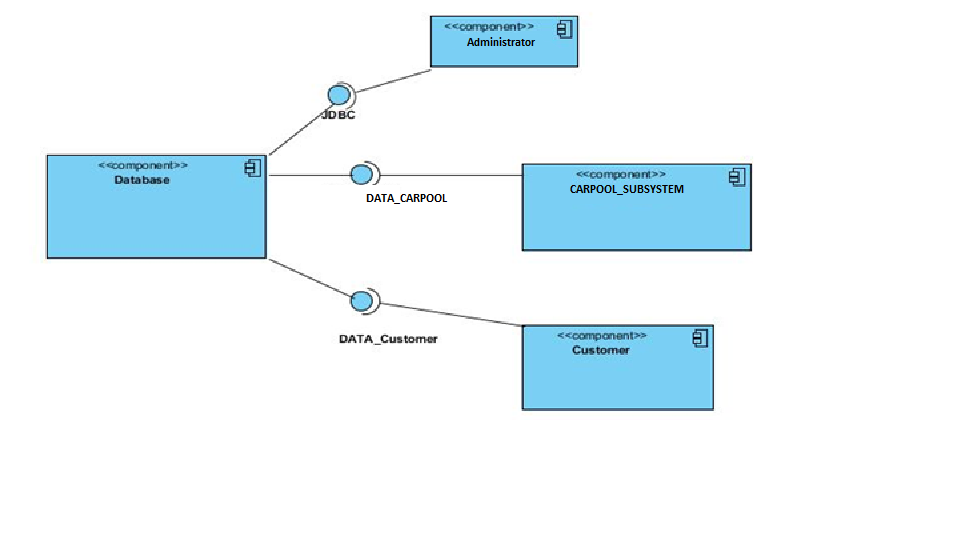 <<component>>
Administrator
JDBC
<<component>>
Database
<<component>>
CARPOOL_SUBSYSTEM
DATA_CARPOOL
DATA_Customer
<<component>>
Customer